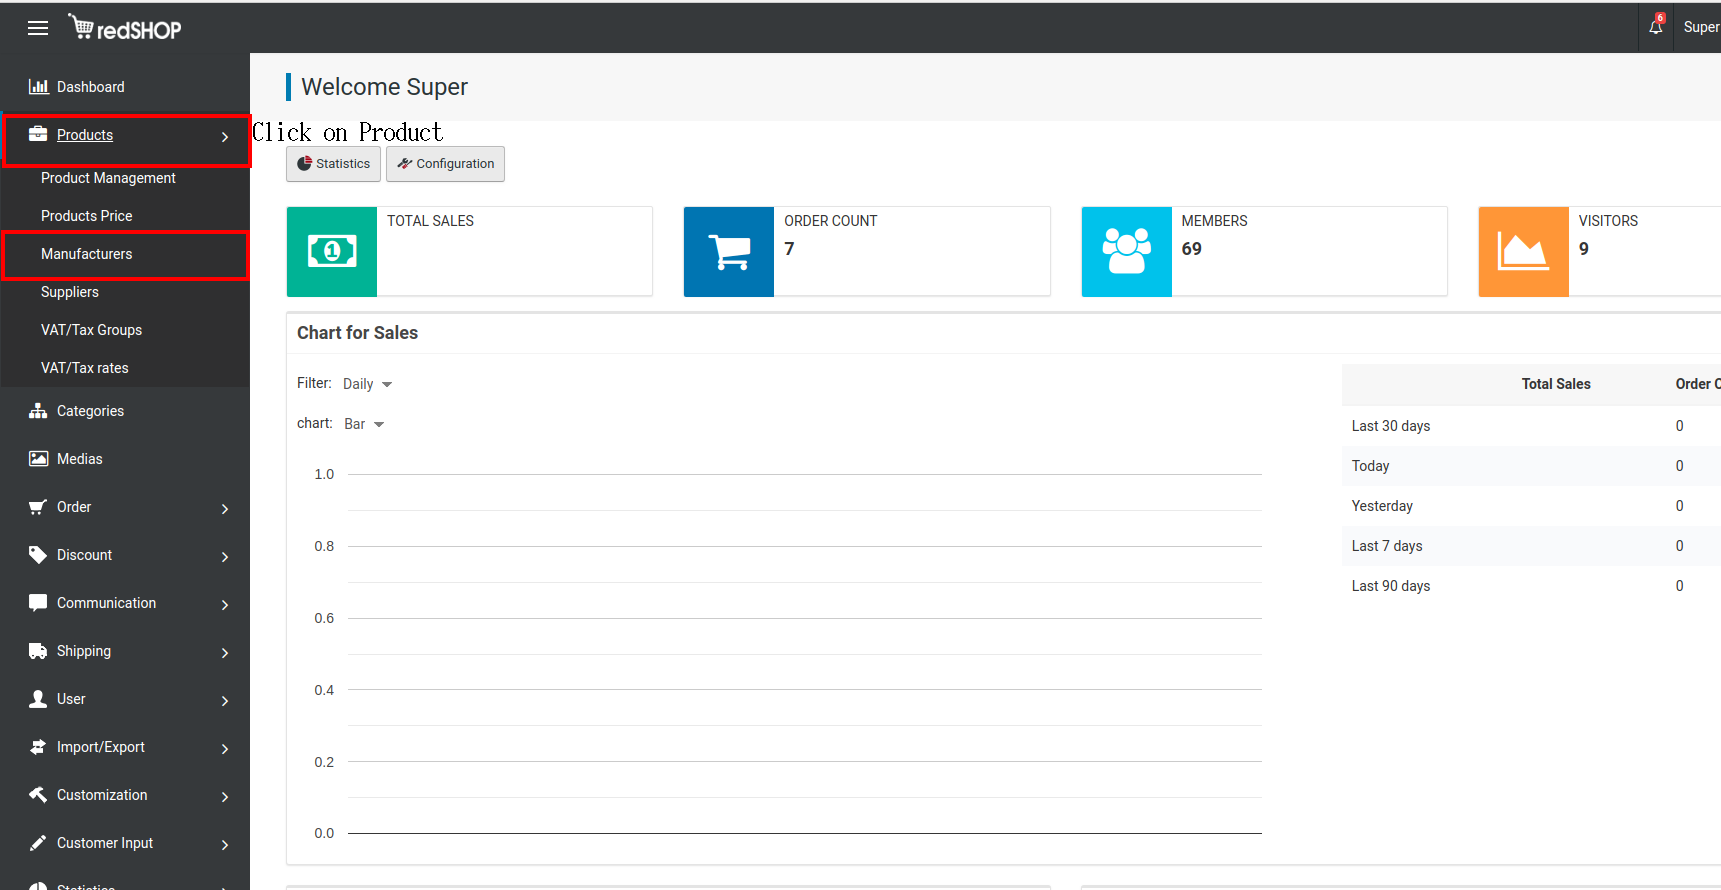 redSHOP
6
Super
Dashboard
Welcome Super
Products
Click on Product
Statistics
Configuration
Product Management
Products Price
Manufacturers
Suppliers
VAT/Tax Groups
VAT/Tax rates
Categories
Medias
Order
Discount
Communication
Shipping
User
Import/Export
Customization
Customer Input
Statistics
1
TOTAL SALES
ORDER COUNT
7
MEMBERS
69
VISITORS
9
Chart for Sales
Filter: Daily
chart: Bar
1.0
0.8
0.6
0.4
0.2
0.0
Total Sales Order C
Last 30 days 0
Today 0
Yesterday 0
Last 7 days 0
Last 90 days 0